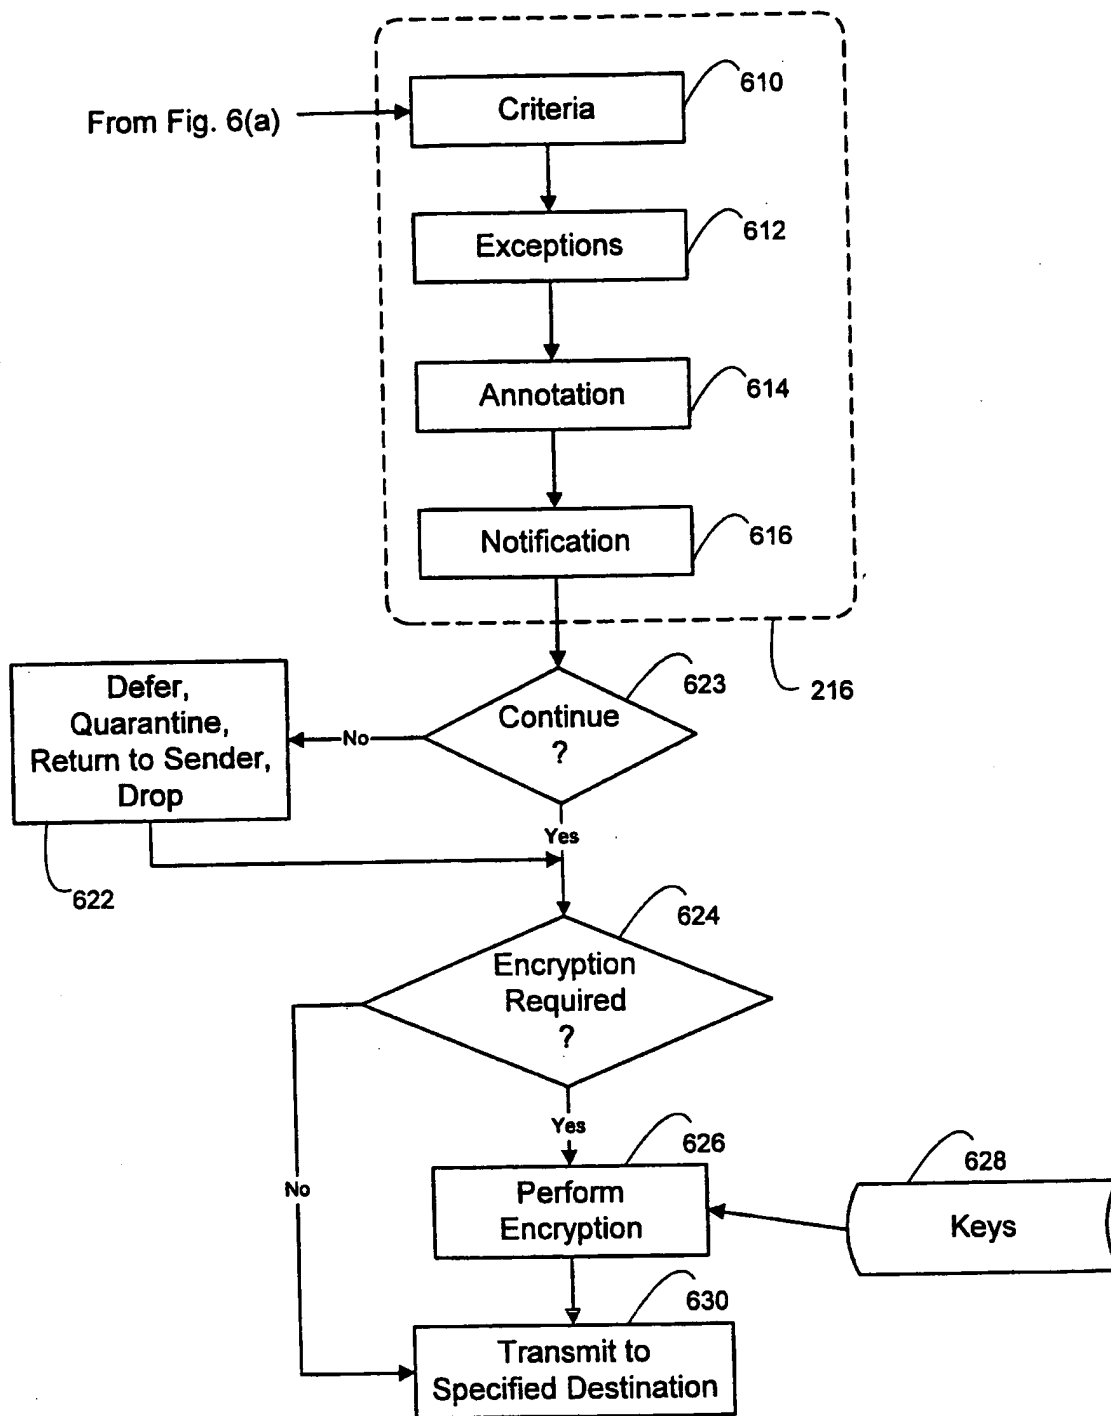 610
Criteria
From Fig. 6(a)
612
Exceptions
614
Annotation
616
Notification
216
623
Continue
?
No
Defer,
Quarantine,
Return to Sender,
Drop
622
Yes
624
Encryption
Required
?
Yes
No
626
Perform
Encryption
628
Keys
630
Transmit to
Specified Destination